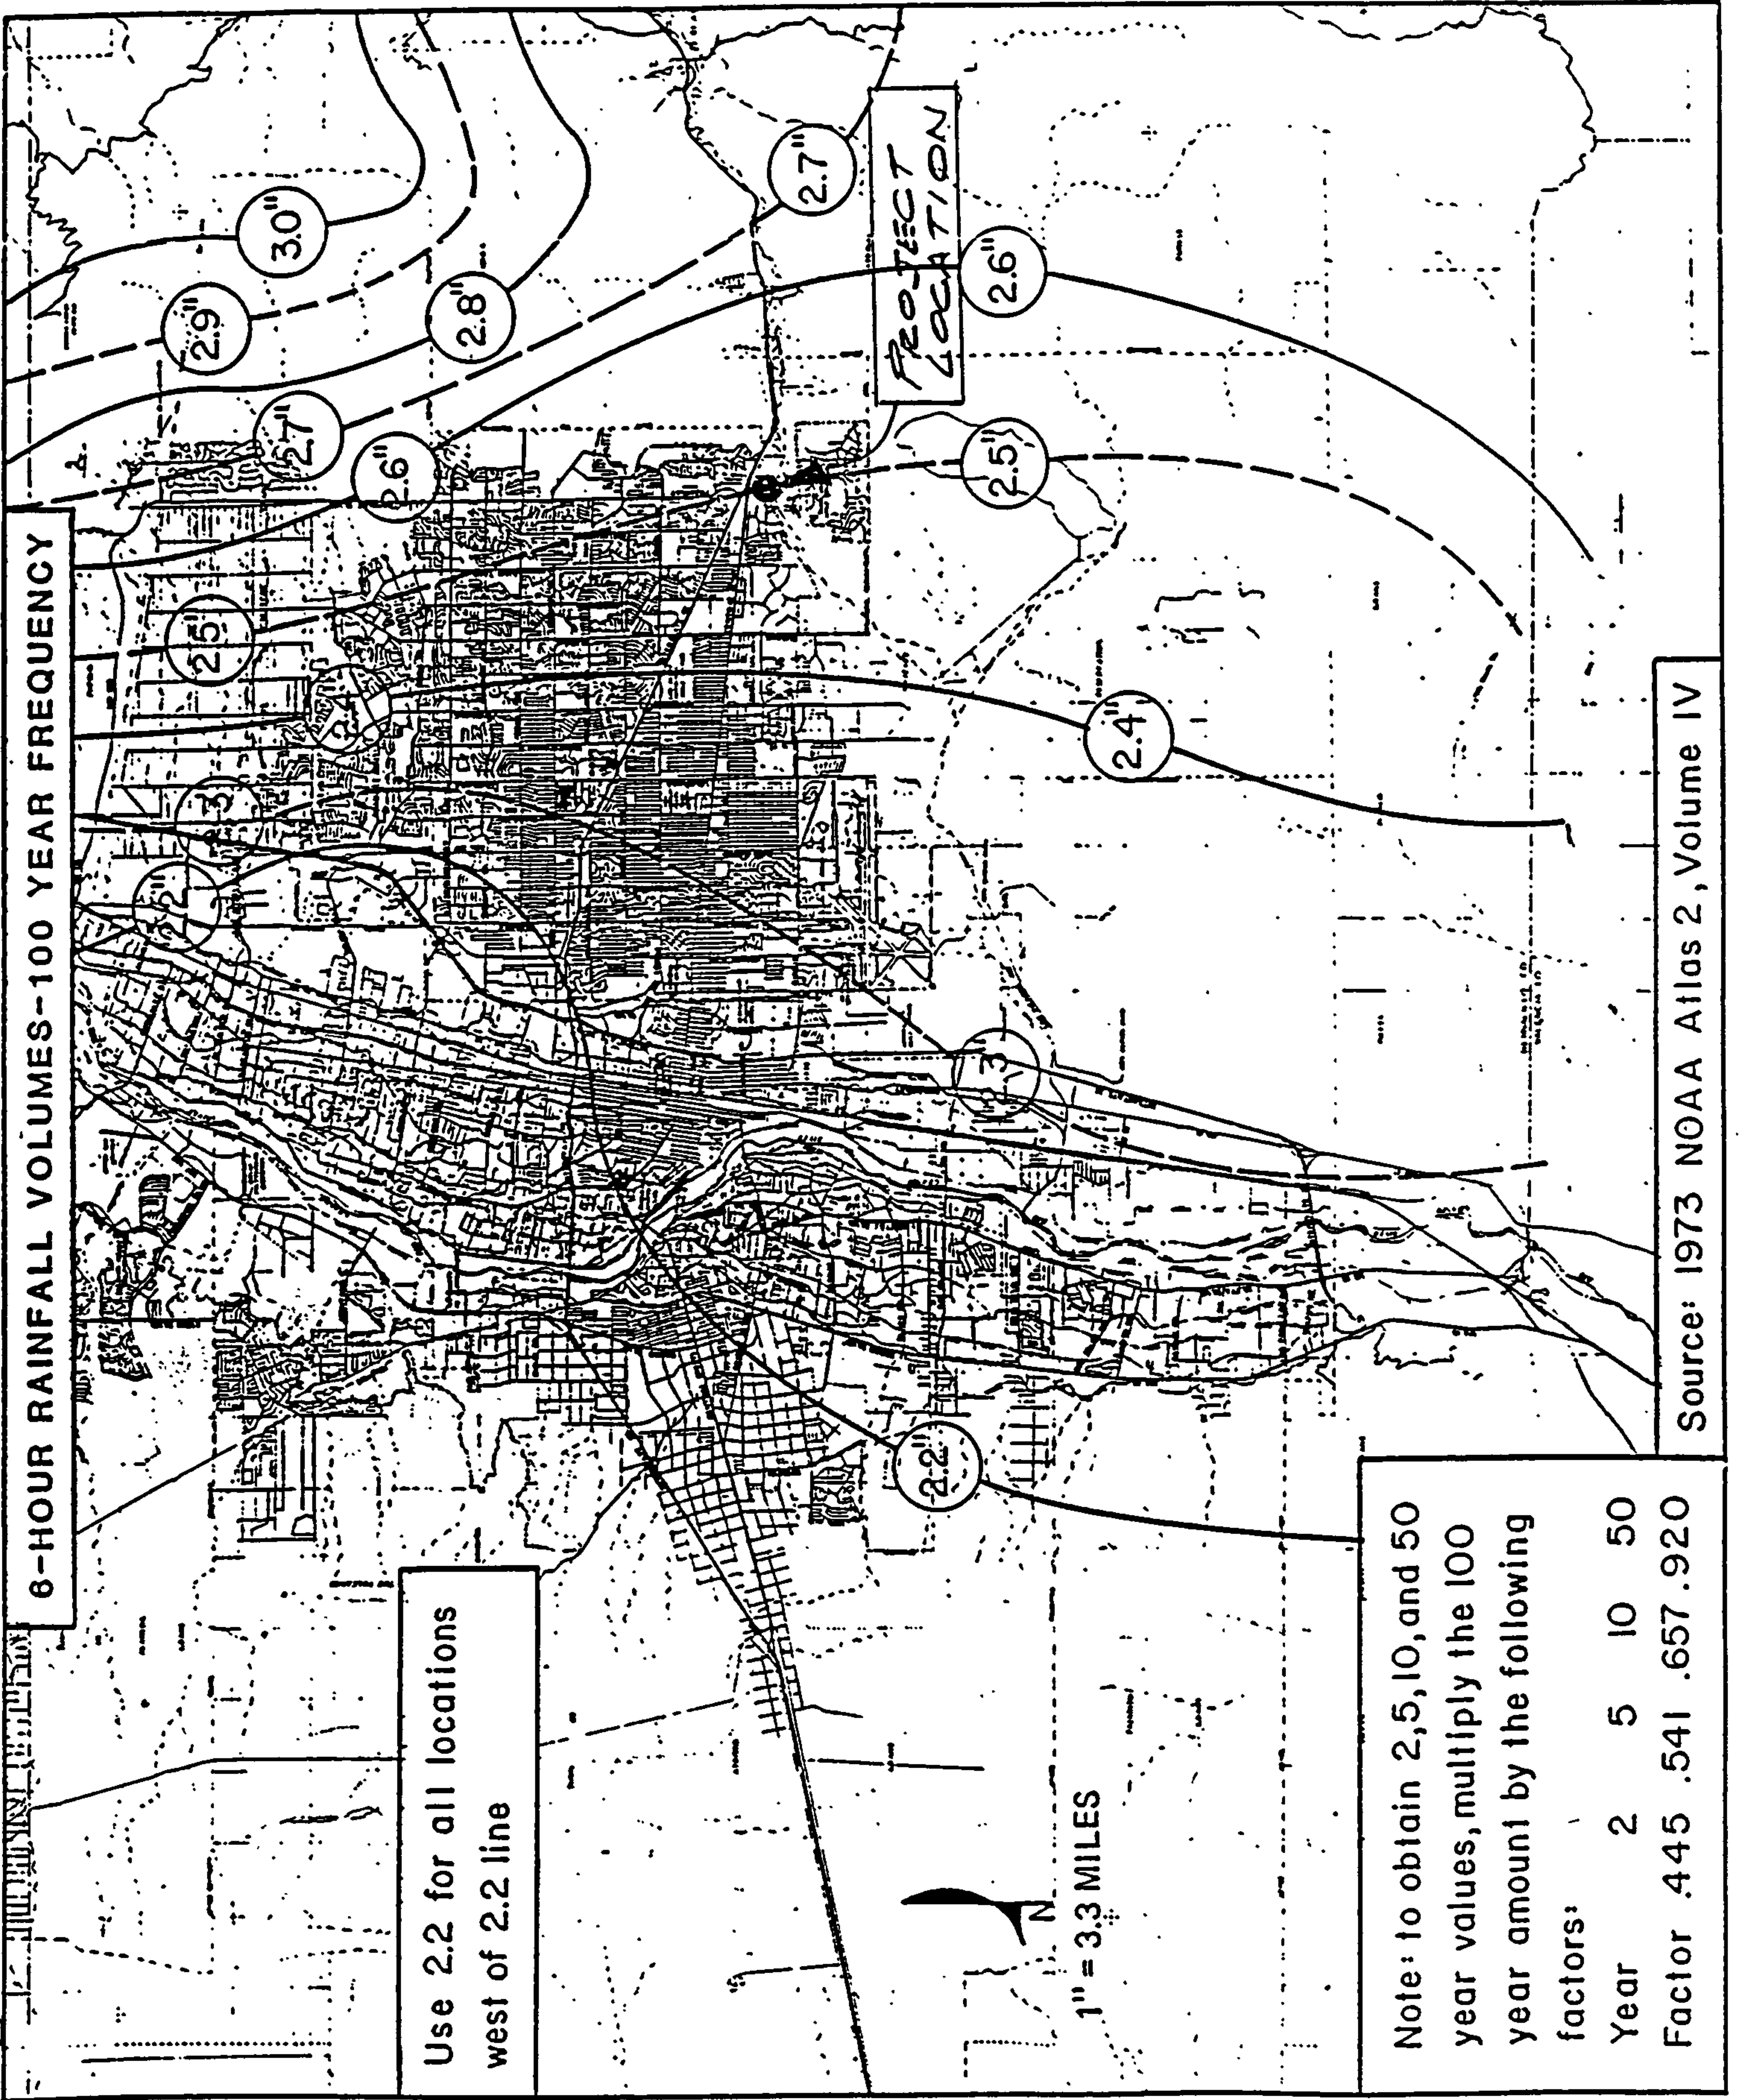 6-HOUR RAINFALL VOLUMES-100 YEAR FREQUENCY
3.0"
2.9"
2.8"
2.7"
2.7"
2.6"
2.6"
2.5"
2.5"
2.4"
2.2"
2.2"
PROJECT
LOCATION
Use 2.2 for all locations
west of 2.2 line
N
1" = 3.3 MILES
Note: to obtain 2,5,10, and 50
year values, multiply the 100
year amount by the following
factors:
Year 2 5 10 50
Factor .445 .541 .657 .920
Source: 1973 NOAA Atlas 2, Volume IV